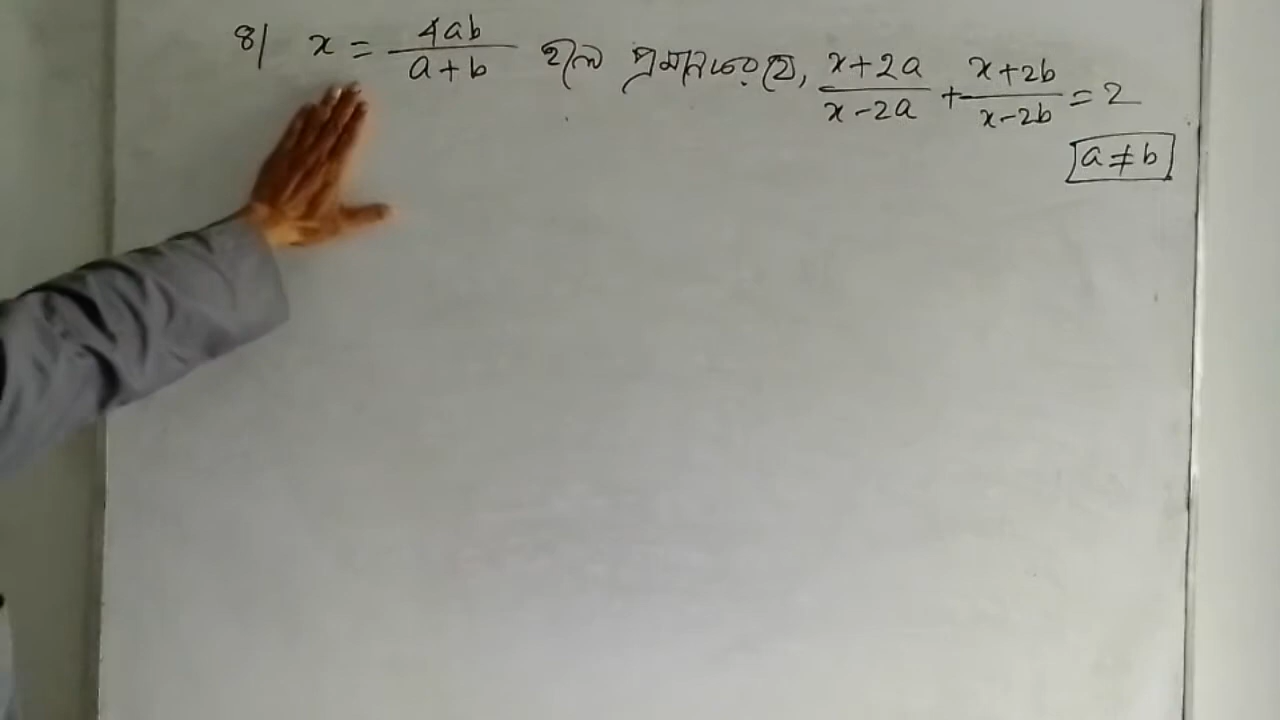 8| x = 4ab/(a+b) হলে প্রমাণ কর যে, (x+2a)/(x-2a) + (x+2b)/(x-2b) = 2
a ≠ b